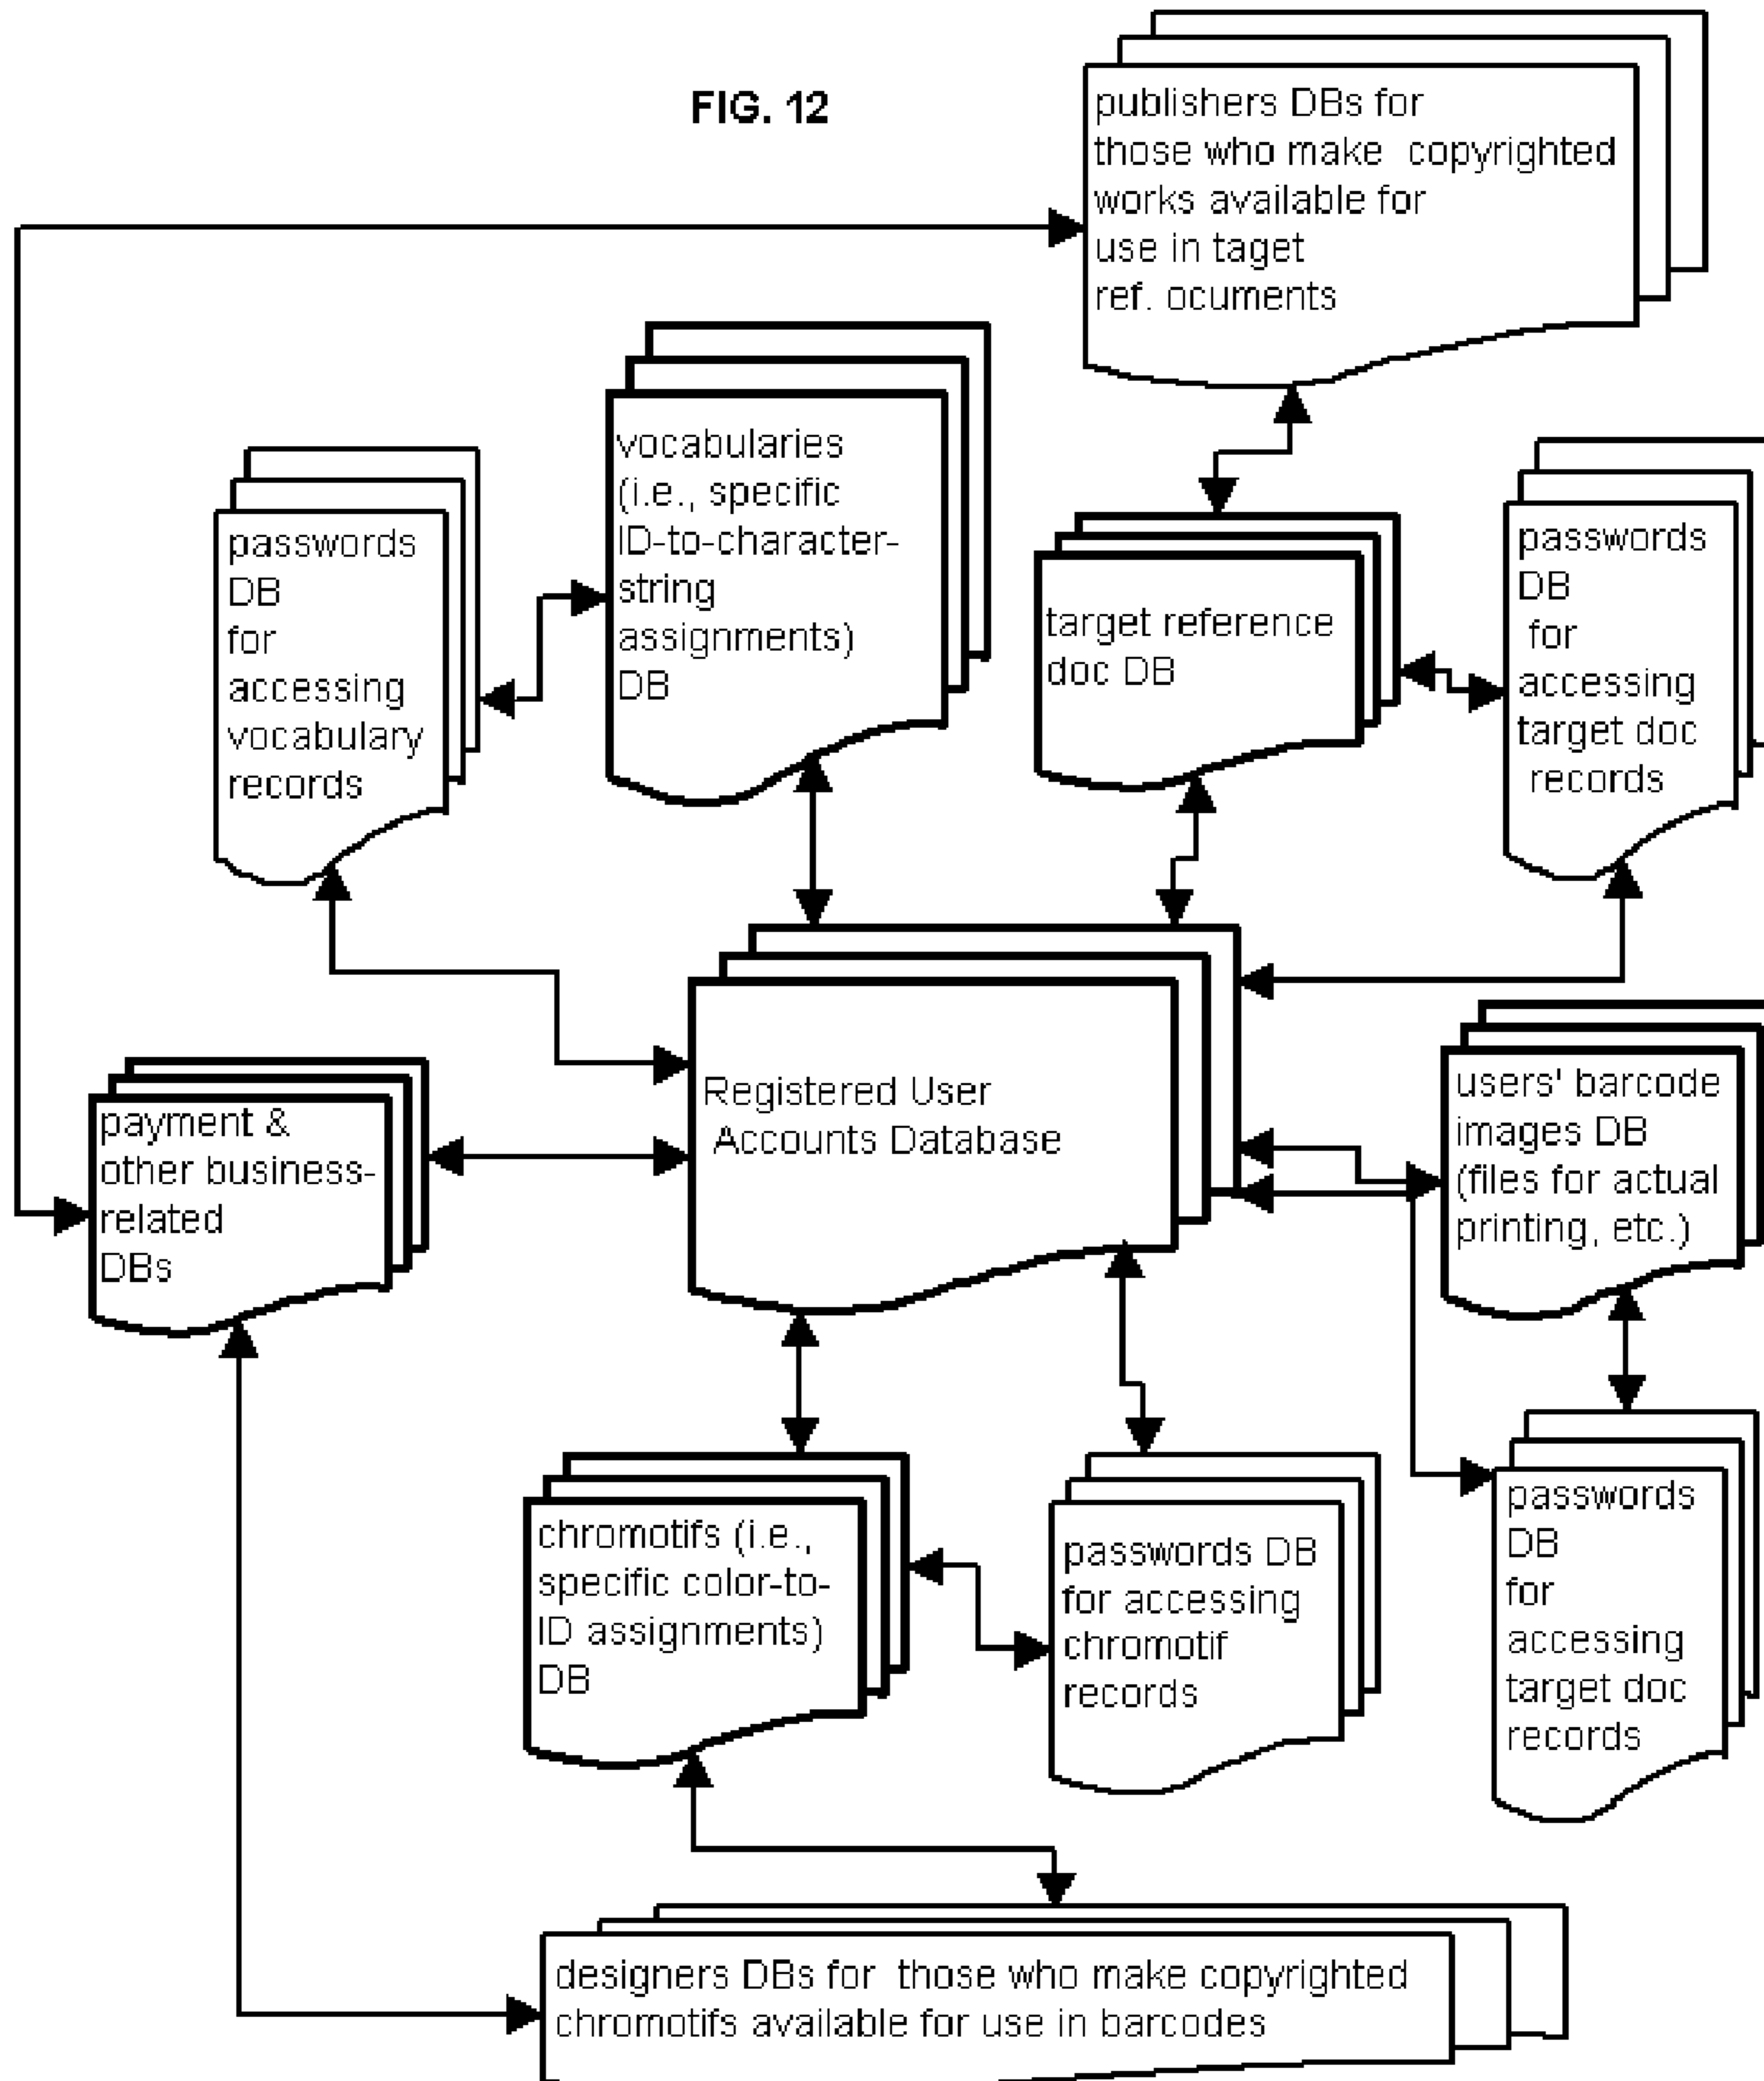 FIG. 12
publishers DBs for
those who make copyrighted
works available for
use in taget
ref. ocuments
vocabularies
(i.e., specific
ID-to-character-
string
assignments)
DB
passwords
DB
for
accessing
vocabulary
records
target reference
doc DB
passwords
DB
for
accessing
target doc
records
Registered User
Accounts Database
payment &
other business-
related
DBs
users' barcode
images DB
(files for actual
printing, etc.)
chromotifs (i.e.,
specific color-to-
ID assignments)
DB
passwords DB
for accessing
chromotif
records
passwords
DB
for
accessing
target doc
records
designers DBs for those who make copyrighted
chromotifs available for use in barcodes